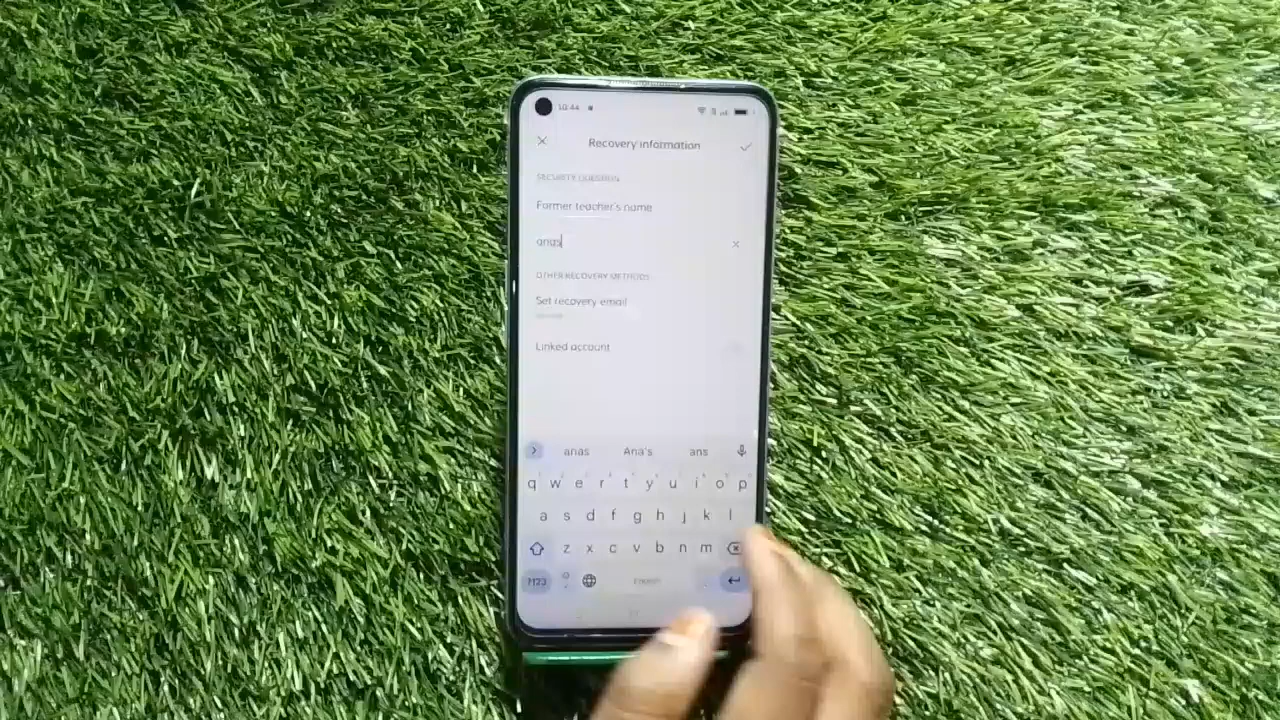 10:44
Recovery information
SECURITY QUESTION
Former teacher's name
anas
OTHER RECOVERY METHODS
Set recovery email
Linked account
anas Ana's ans
q w e r t y u i o p
a s d f g h j k l
z x c v b n m
?123 English